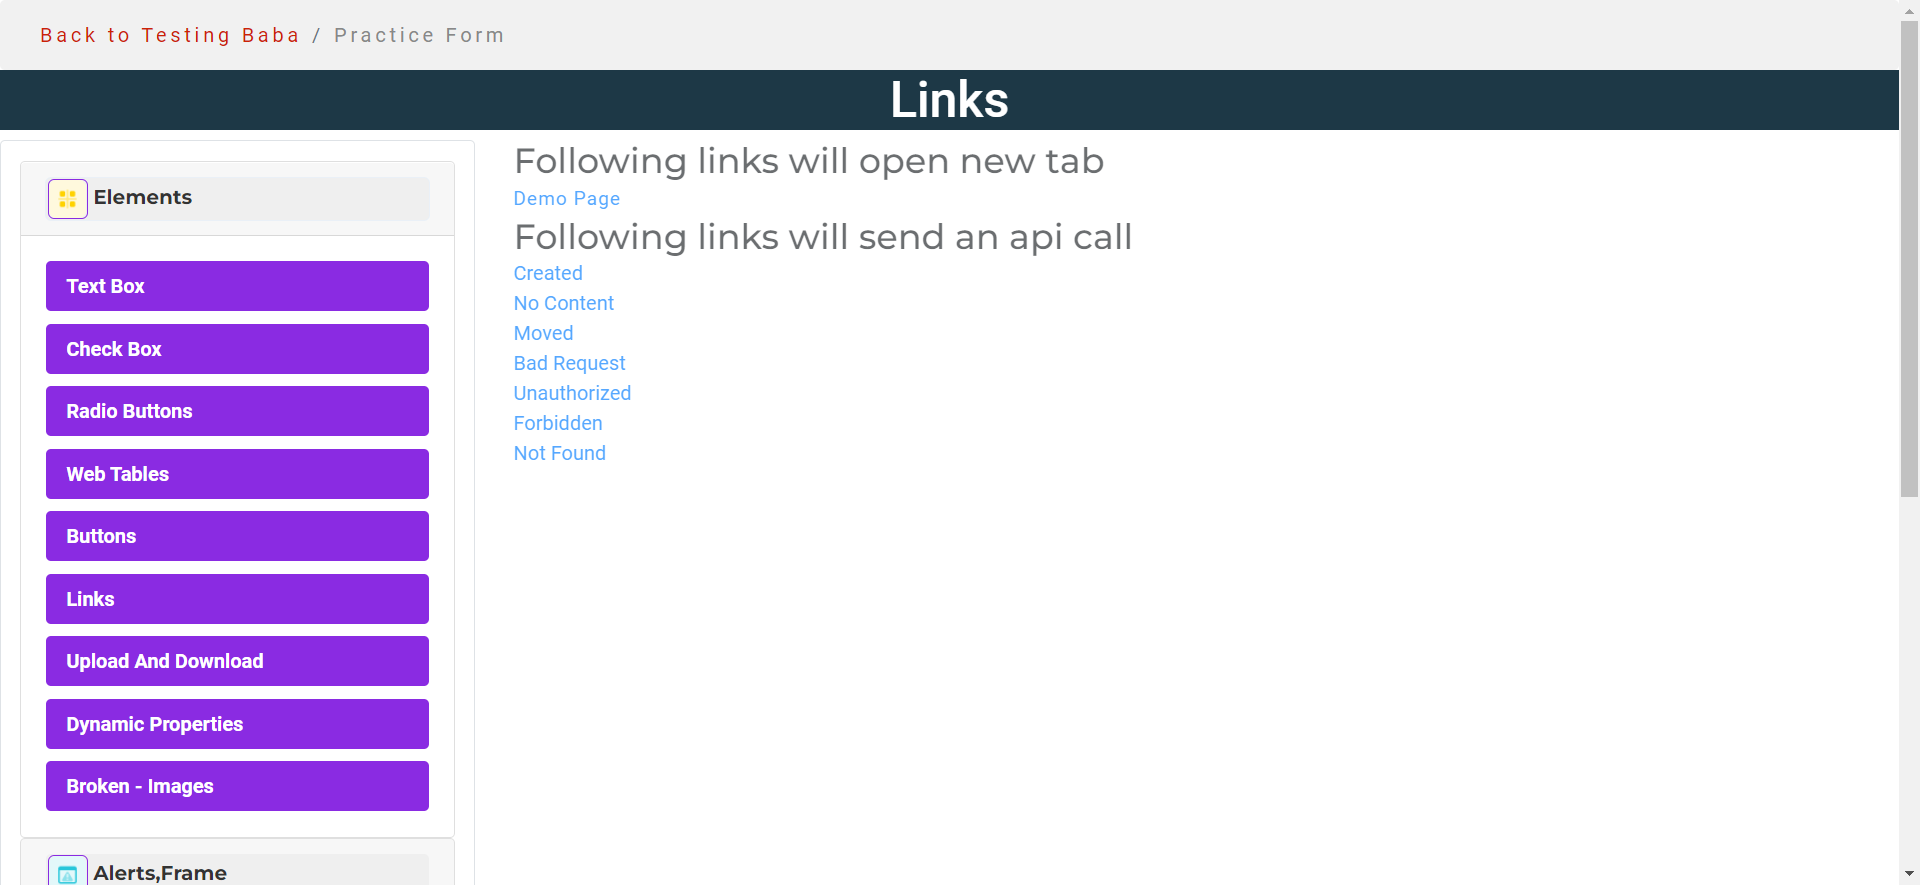 Back to Testing Baba / Practice Form
Links
Elements
Text Box
Check Box
Radio Buttons
Web Tables
Buttons
Links
Upload And Download
Dynamic Properties
Broken - Images
Alerts,Frame
Following links will open new tab
Demo Page
Following links will send an api call
Created
No Content
Moved
Bad Request
Unauthorized
Forbidden
Not Found